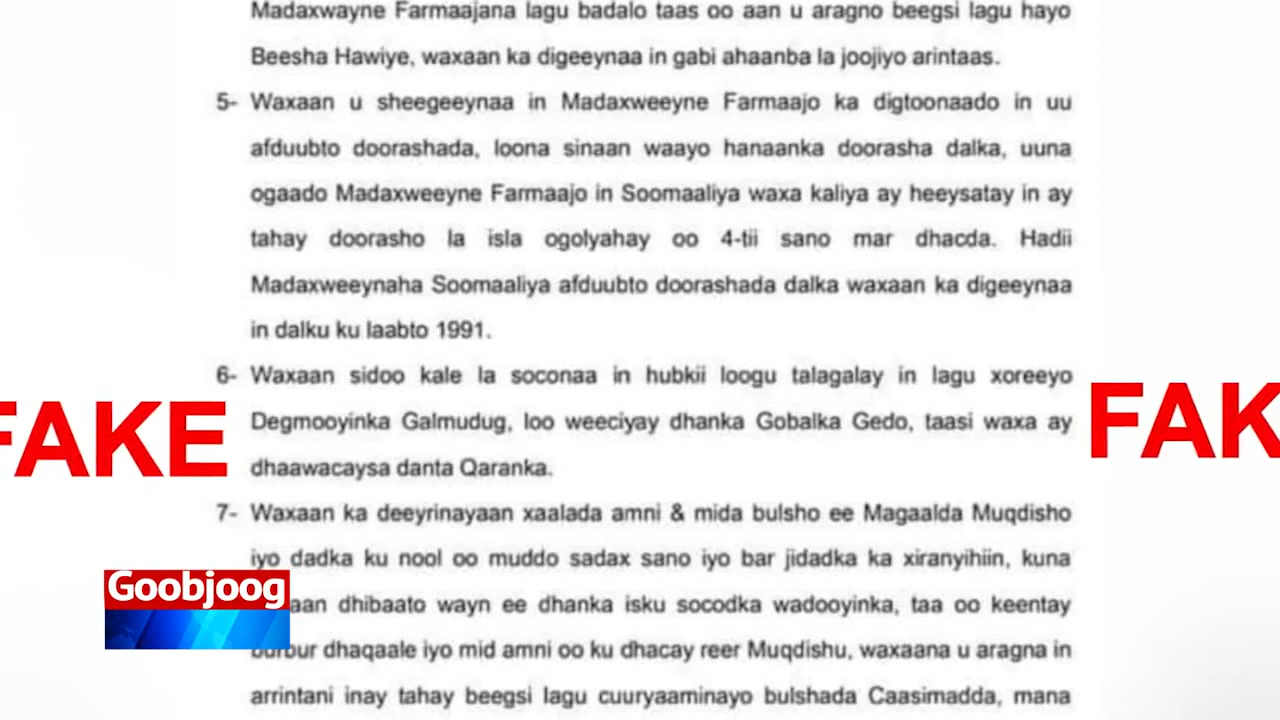 Madaxwayne Farmaajana lagu badalo taas oo aan u aragno beegsi lagu hayo
Beesha Hawiye, waxaan ka digeeynaa in gabi ahaanba la joojiyo arintaas.
5- Waxaan u sheegeeynaa in Madaxweeyne Farmaajo ka digtoonaado in uu
afduubto doorashada, loona sinaan waayo hanaanka doorasha dalka, uuna
ogaado Madaxweeyne Farmaajo in Soomaaliya waxa kaliya ay heeysatay in ay
tahay doorasho la isla ogolyahay oo 4-tii sano mar dhacda. Hadii
Madaxweeynaha Soomaaliya afduubto doorashada dalka waxaan ka digeeynaa
in dalku ku laabto 1991.
6- Waxaan sidoo kale la soconaa in hubkii loogu talagalay in lagu xoreeyo
Degmooyinka Galmudug, loo weeciyay dhanka Gobalka Gedo, taasi waxa ay
dhaawacaysa danta Qaranka.
FAKE
FAK
7- Waxaan ka deeyrinayaan xaalada amni & mida bulsho ee Magaalda Muqdisho
iyo dadka ku nool oo muddo sadax sano iyo bar jidadka ka xiranyihiin, kuna
Goobjoog
aan dhibaato wayn ee dhanka isku socodka wadooyinka, taa oo keentay
burbur dhaqaale iyo mid amni oo ku dhacay reer Muqdishu, waxaana u aragna in
arrintani inay tahay beegsi lagu cuuryaaminayo bulshada Caasimadda, mana